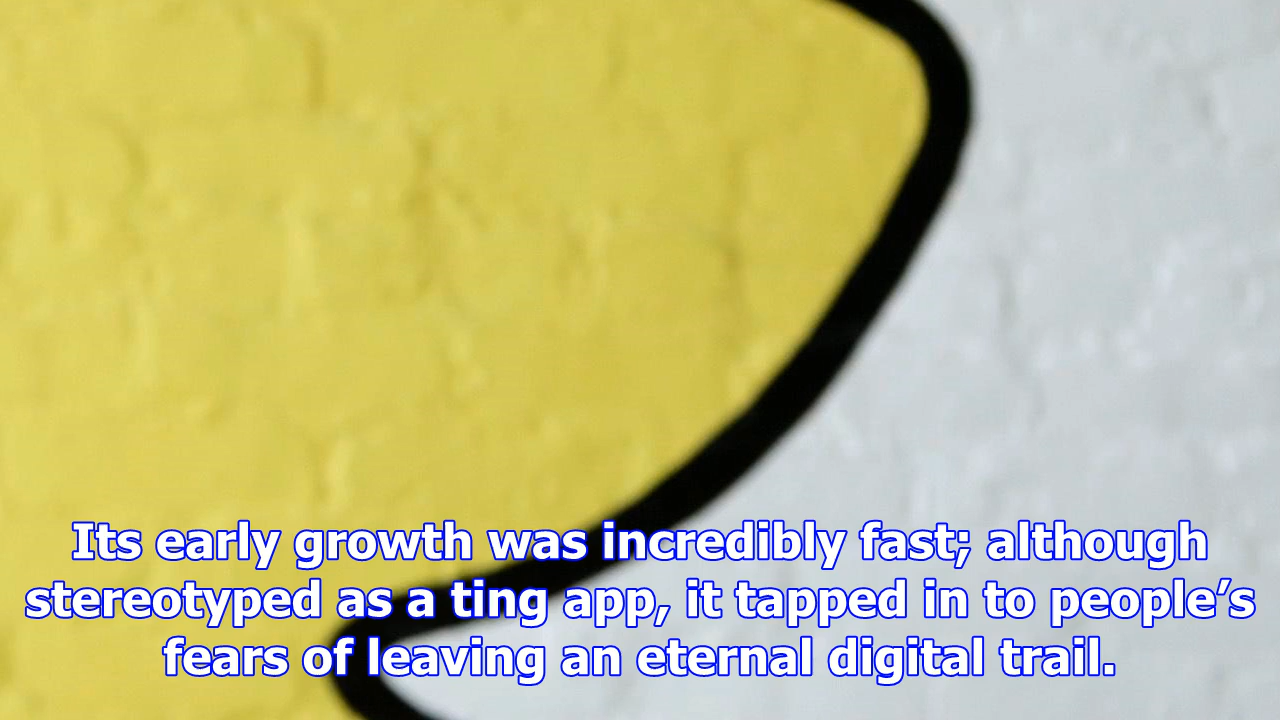 Its early growth was incredibly fast; although
stereotyped as a ting app, it tapped in to people’s
fears of leaving an eternal digital trail.